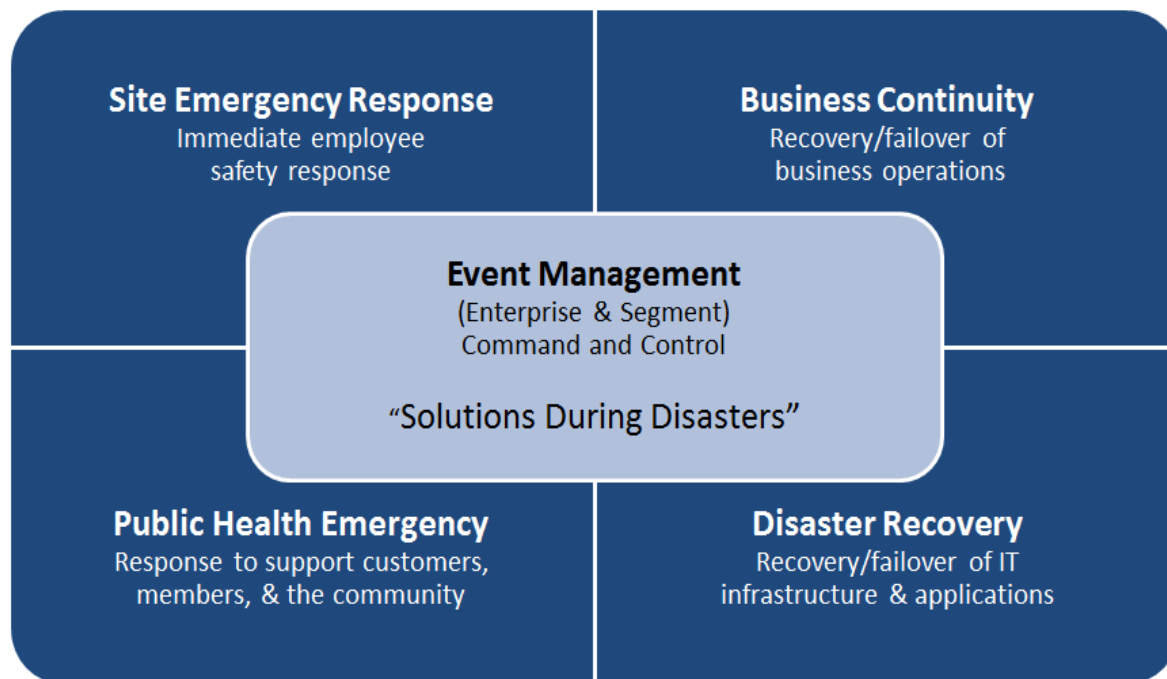 Site Emergency Response
Immediate employee
safety response
Business Continuity
Recovery/failover of
business operations
Event Management
(Enterprise & Segment)
Command and Control
“Solutions During Disasters”
Public Health Emergency
Response to support customers,
members, & the community
Disaster Recovery
Recovery/failover of IT
infrastructure & applications